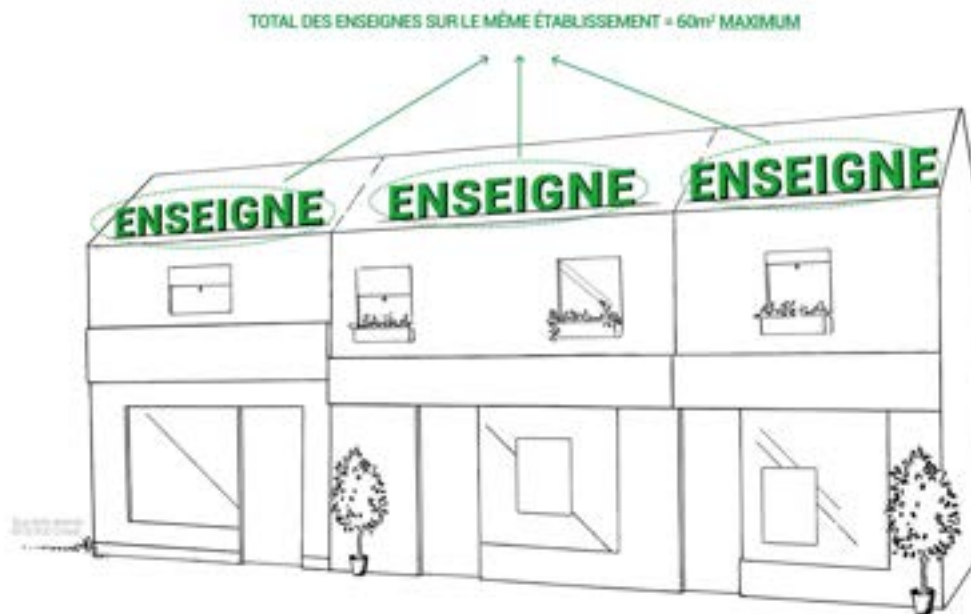 TOTAL DES ENSEIGNES SUR LE MÊME ÉTABLISSEMENT = 60m² MAXIMUM
ENSEIGNE ENSEIGNE ENSEIGNE